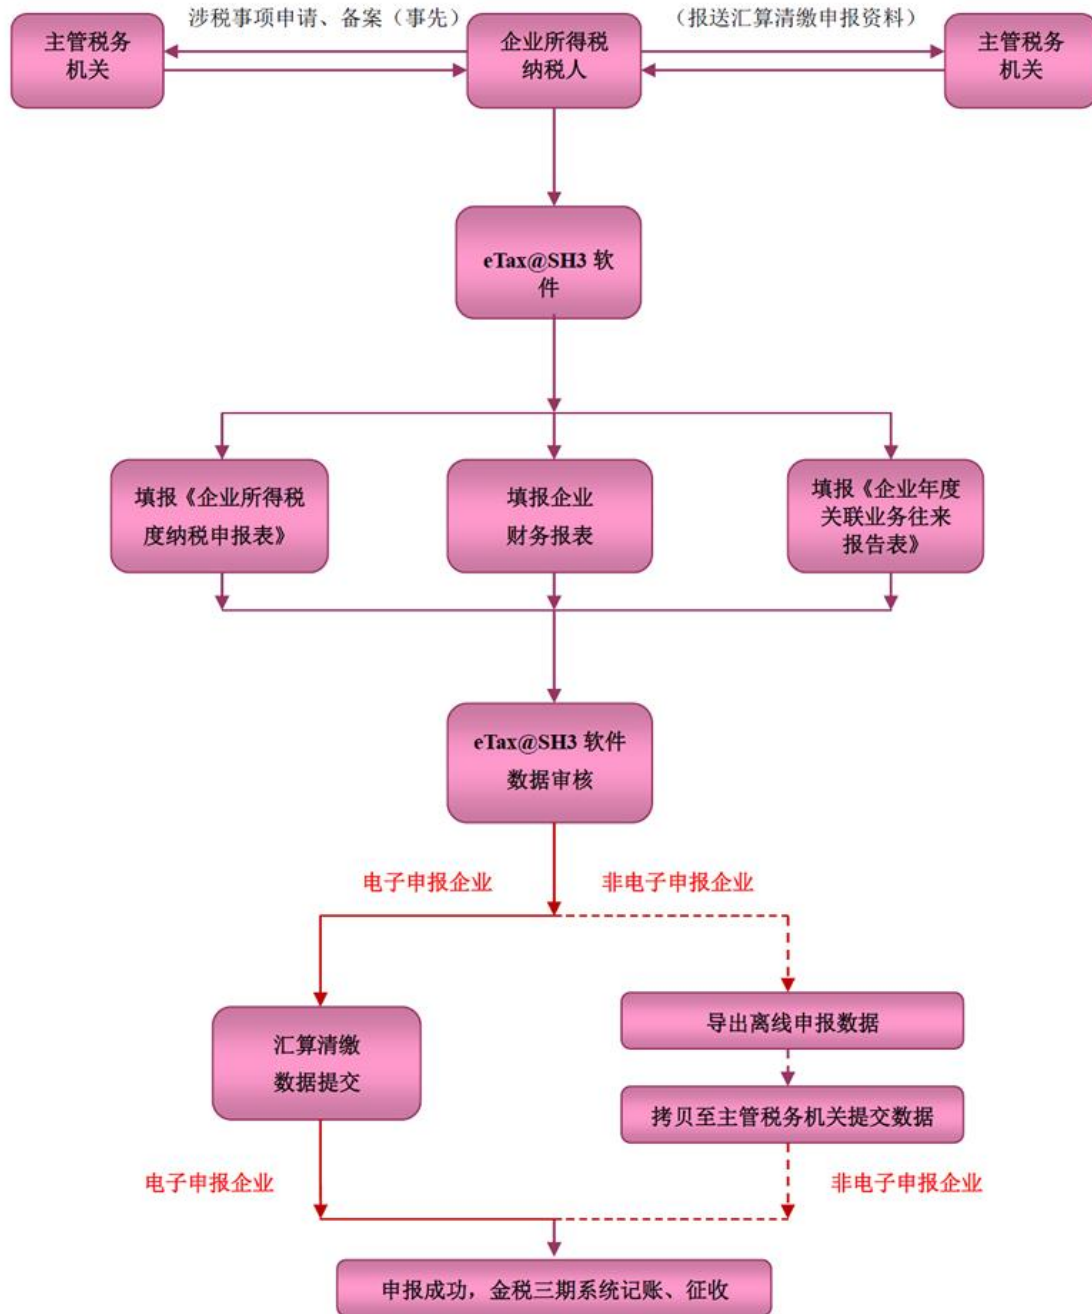 涉税事项申请、备案（事先）
（报送汇算清缴申报资料）
主管税务
机关
企业所得税
纳税人
主管税务
机关
eTax@SH3 软
件
填报《企业所得税
度纳税申报表》
填报企业
财务报表
填报《企业年度
关联业务往来
报告表》
eTax@SH3 软件
数据审核
电子申报企业
非电子申报企业
汇算清缴
数据提交
导出离线申报数据
拷贝至主管税务机关提交数据
电子申报企业
非电子申报企业
申报成功，金税三期系统记账、征收